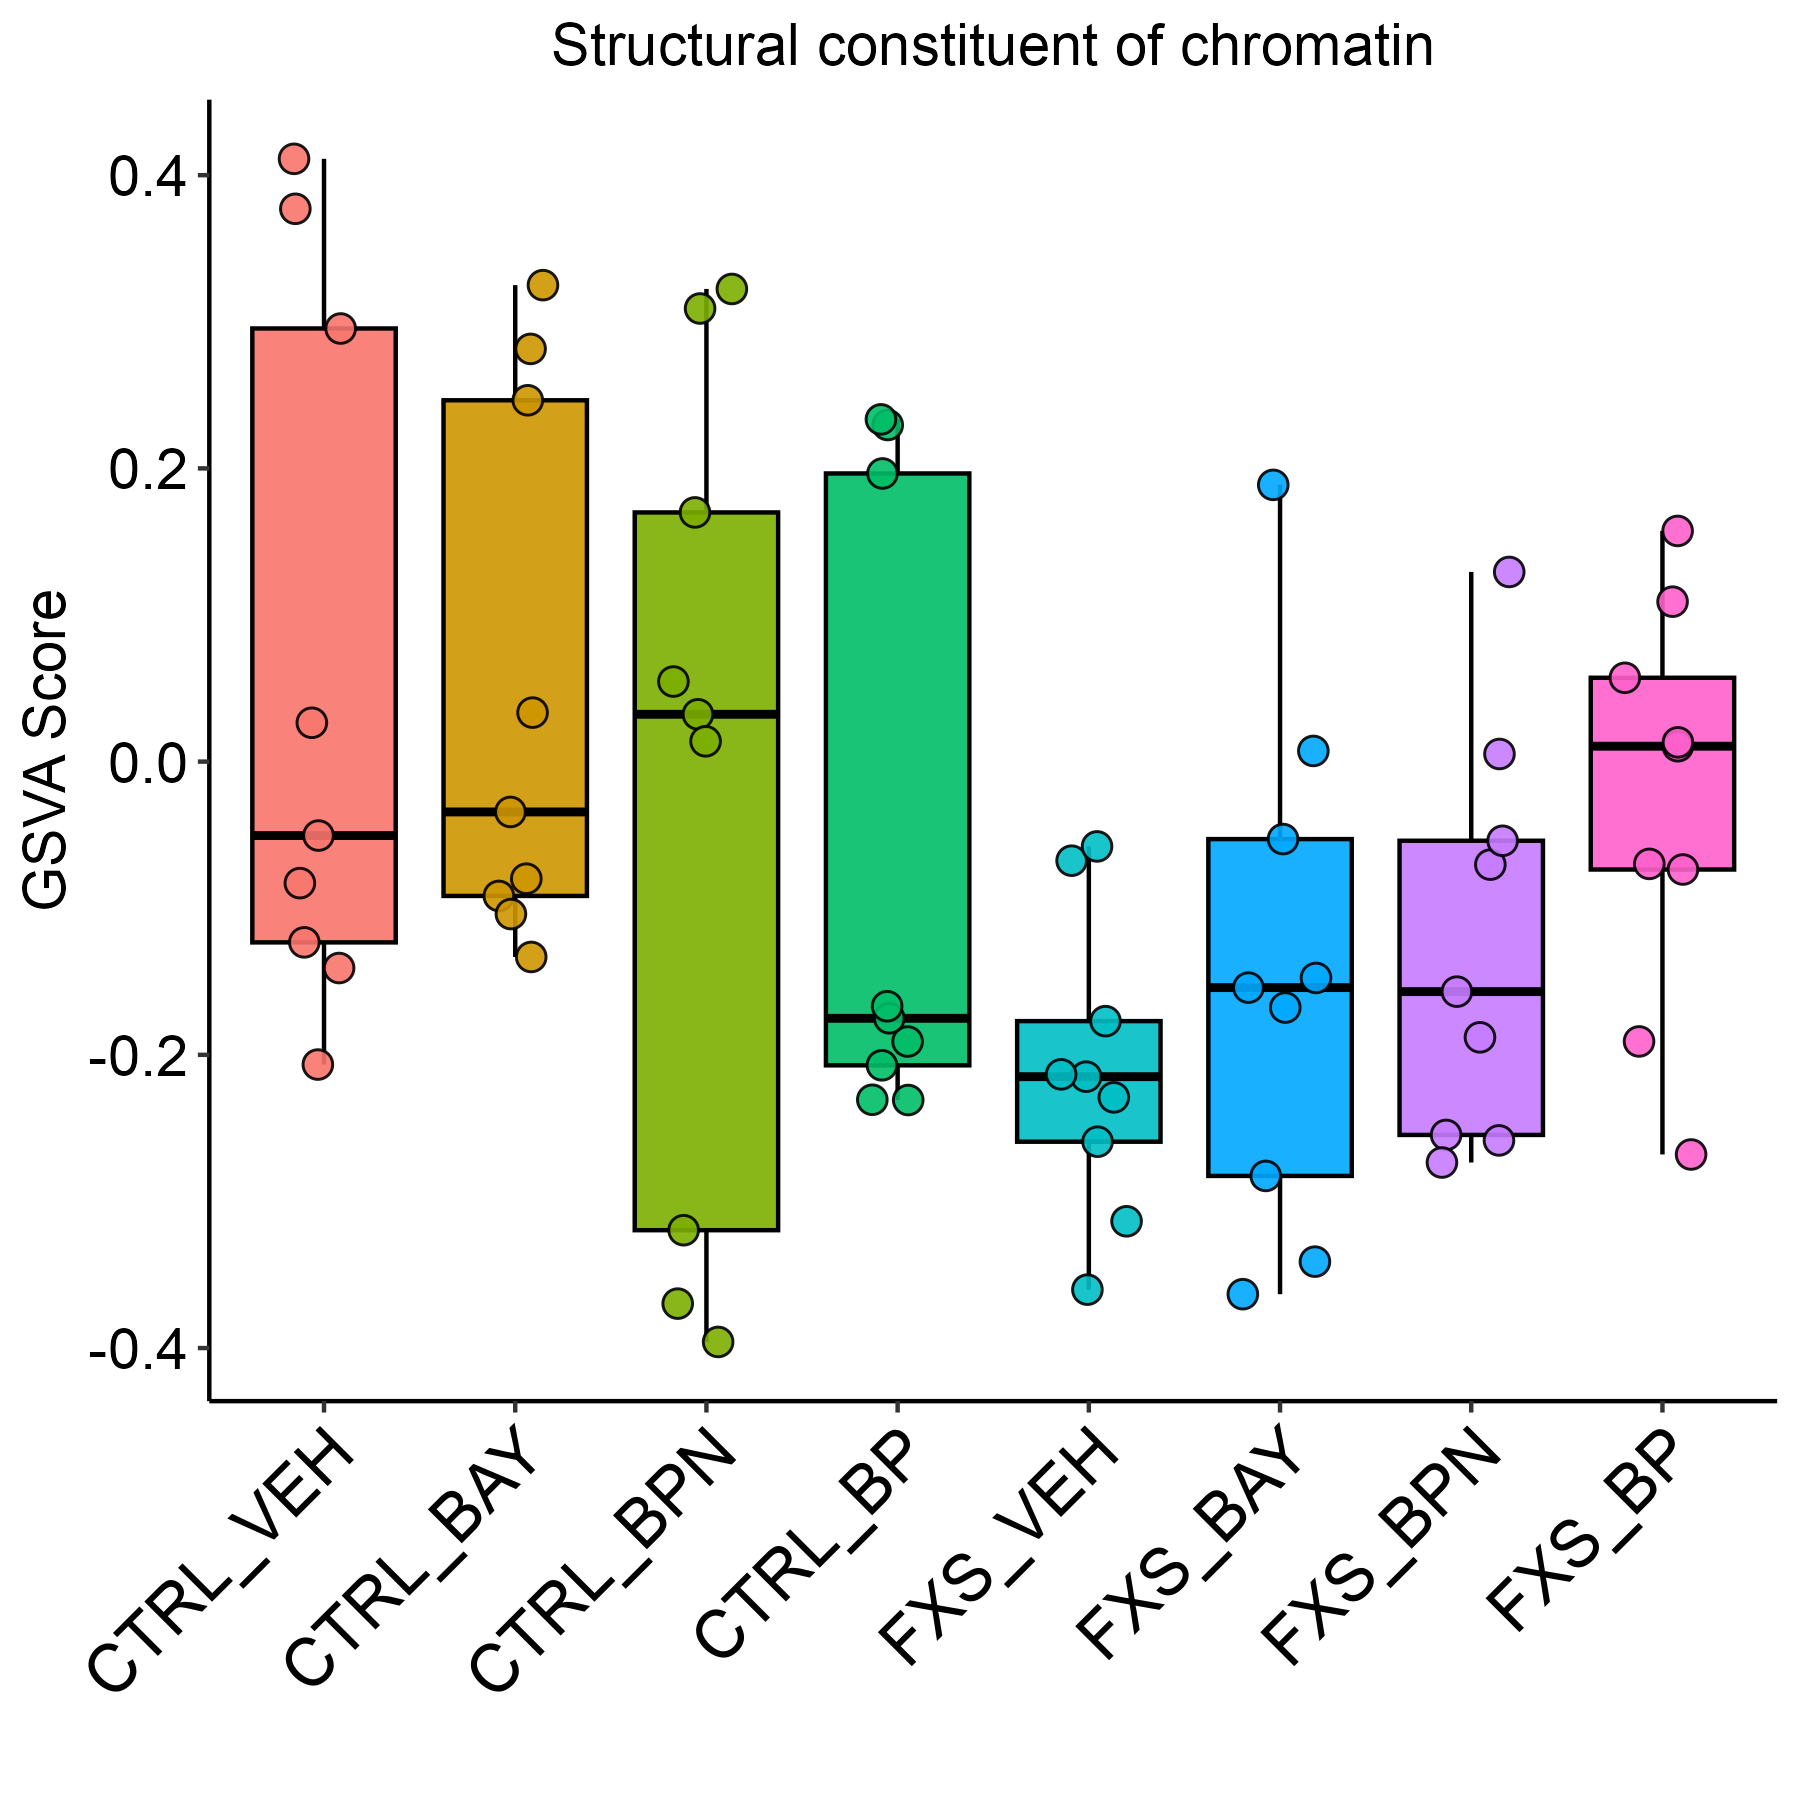 Structural constituent of chromatin
GSVA Score
0.4
0.2
0.0
-0.2
-0.4
CTRL_VEH
CTRL_BAY
CTRL_BPN
CTRL_BP
FXS_VEH
FXS_BAY
FXS_BPN
FXS_BP